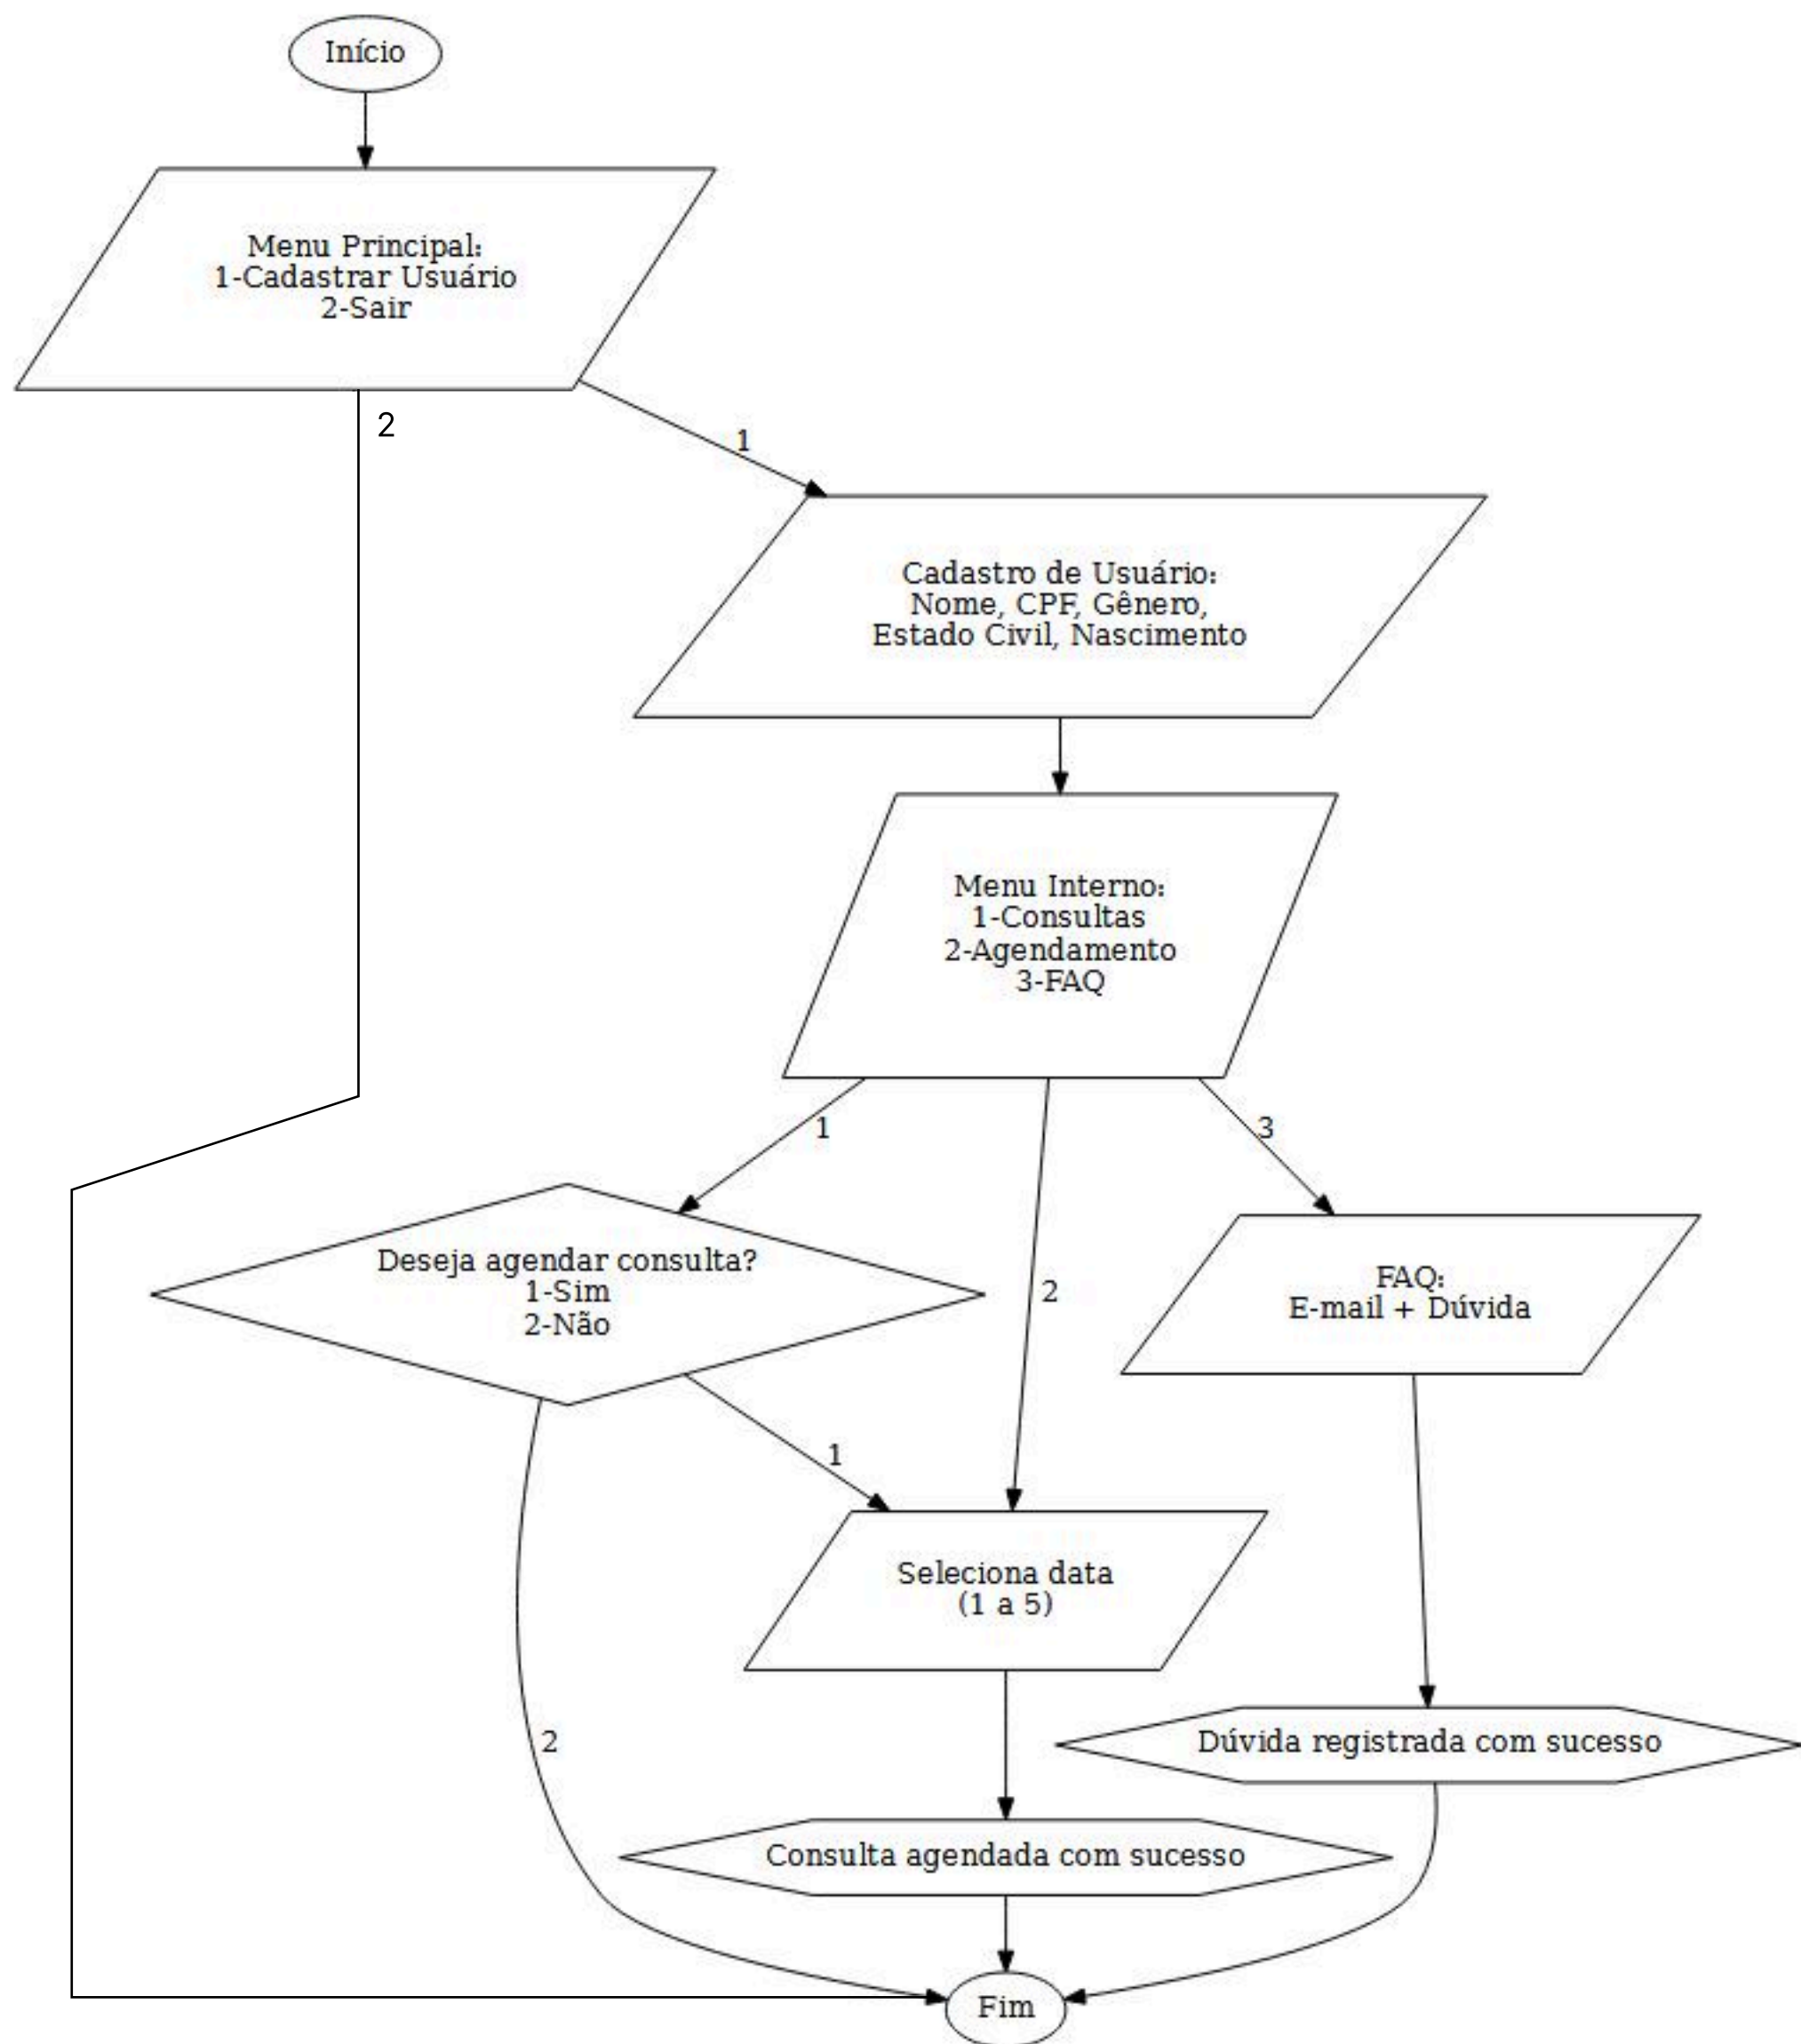 Início
Menu Principal:
1-Cadastrar Usuário
2-Sair
2
1
Cadastro de Usuário:
Nome, CPF, Gênero,
Estado Civil, Nascimento
Menu Interno:
1-Consultas
2-Agendamento
3-FAQ
1
3
Deseja agendar consulta?
1-Sim
2-Não
2
FAQ:
E-mail + Dúvida
1
Seleciona data
(1 a 5)
2
Dúvida registrada com sucesso
Consulta agendada com sucesso
Fim